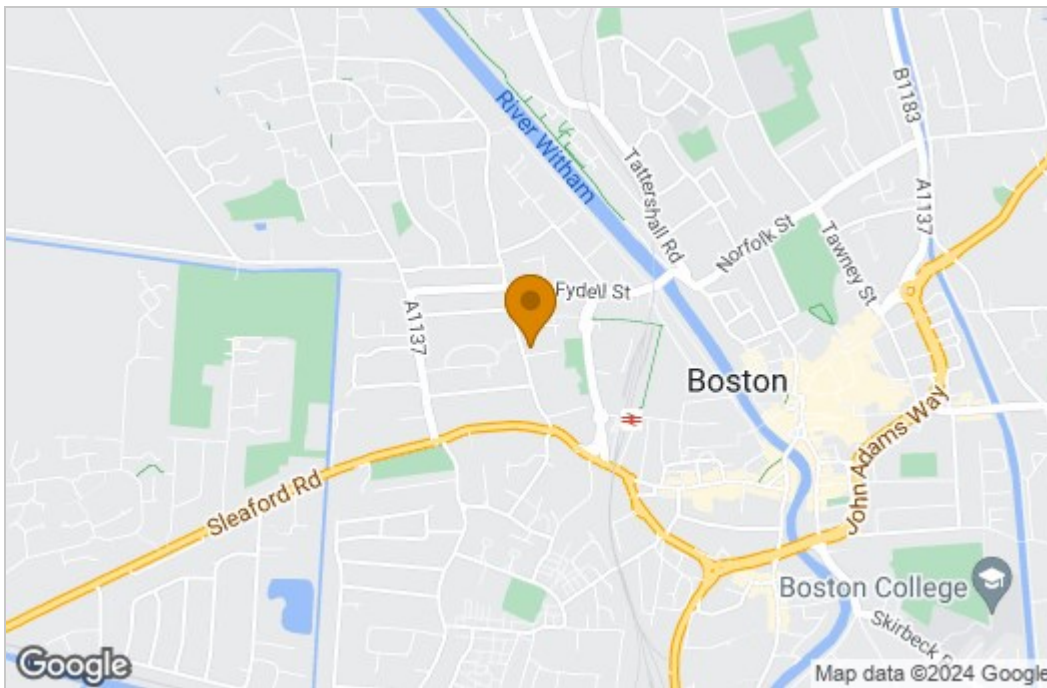 River Witham
Tattershall Rd
Norfolk St
B1183
A1137
Tawney St
Fydell St
A1137
Boston
John Adams Way
Sleaford Rd
Boston College
Skirbeck
Google
Map data ©2024 Google